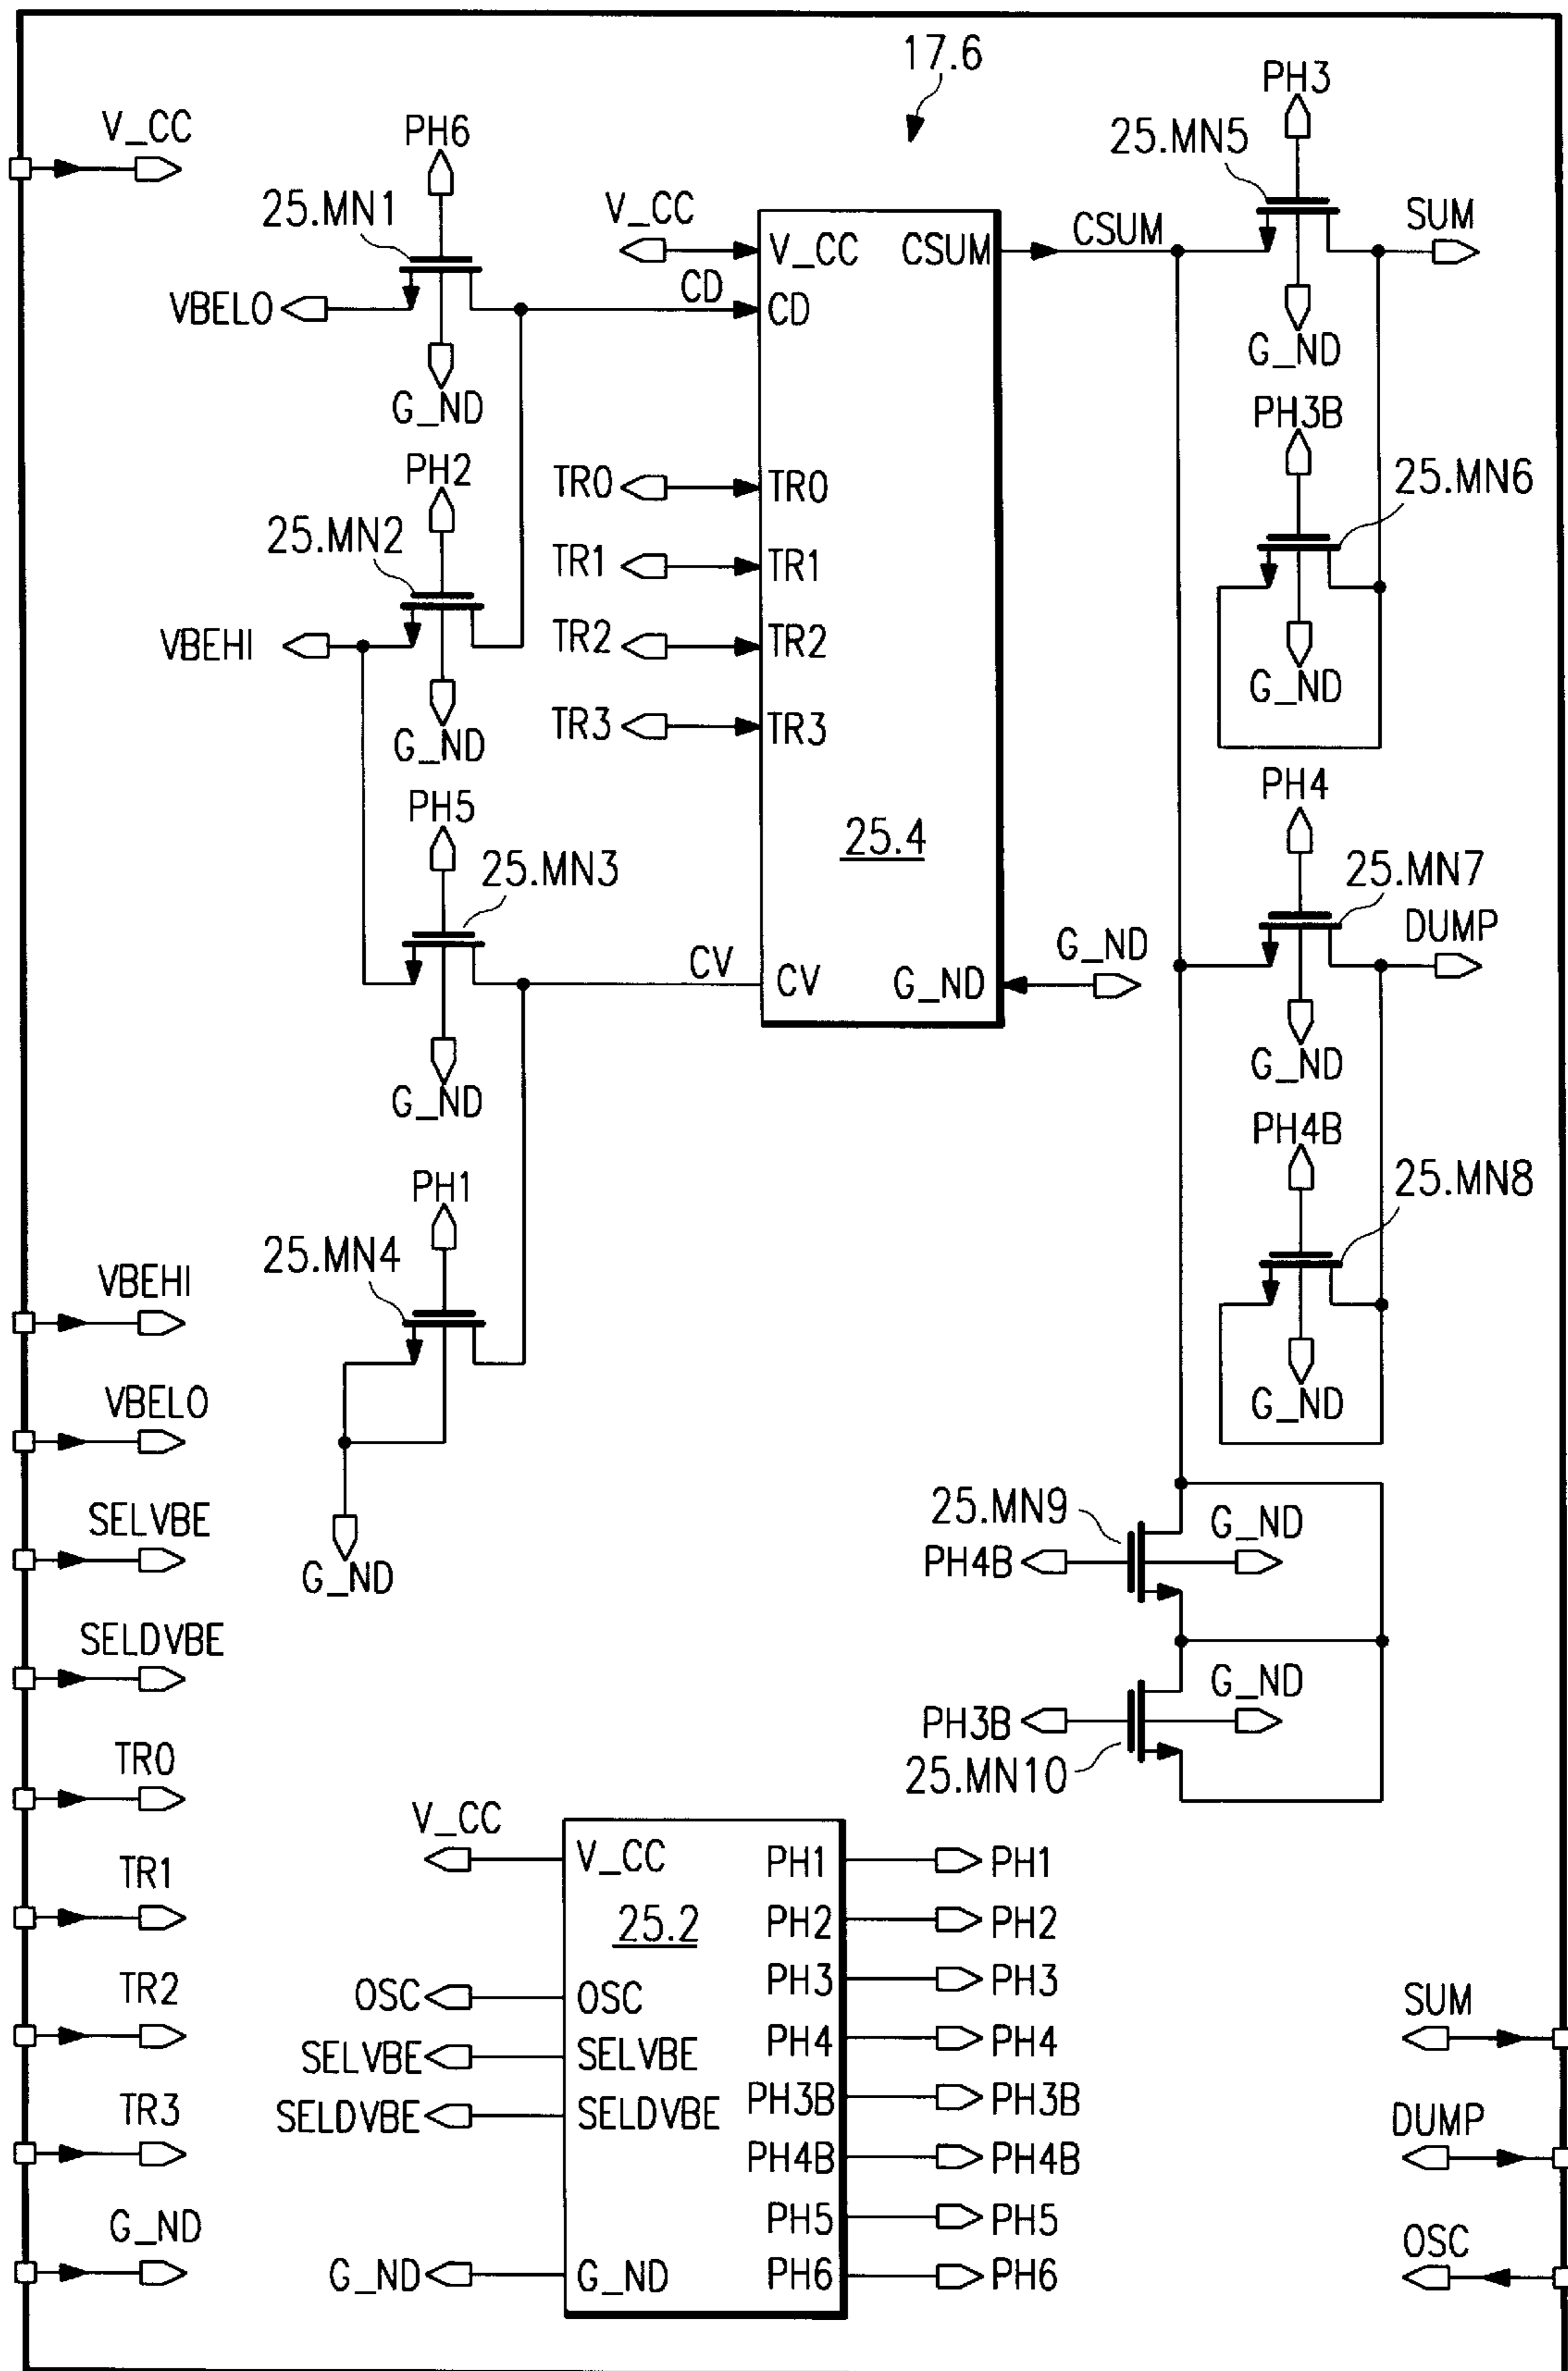 17.6
PH3
V_CC
PH6
25.MN5
25.MN1
V_CC
V_CC
CSUM
CSUM
SUM
VBELO
CD
CD
G_ND
G_ND
PH3B
PH2
TR0
TR0
25.MN6
25.MN2
TR1
TR1
VBEHI
TR2
TR2
G_ND
TR3
TR3
G_ND
PH4
PH5
25.4
25.MN3
25.MN7
DUMP
CV
CV
G_ND
G_ND
G_ND
G_ND
PH4B
PH1
25.MN8
25.MN4
VBEHI
VBELO
G_ND
25.MN9
SELVBE
G_ND
PH4B
G_ND
SELDVBE
G_ND
PH3B
TR0
25.MN10
V_CC
V_CC
PH1
PH1
TR1
25.2
PH2
PH2
PH3
PH3
TR2
OSC
OSC
SUM
PH4
PH4
SELVBE
SELVBE
PH3B
PH3B
TR3
SELDVBE
SELDVBE
DUMP
PH4B
PH4B
PH5
PH5
G_ND
OSC
G_ND
G_ND
PH6
PH6